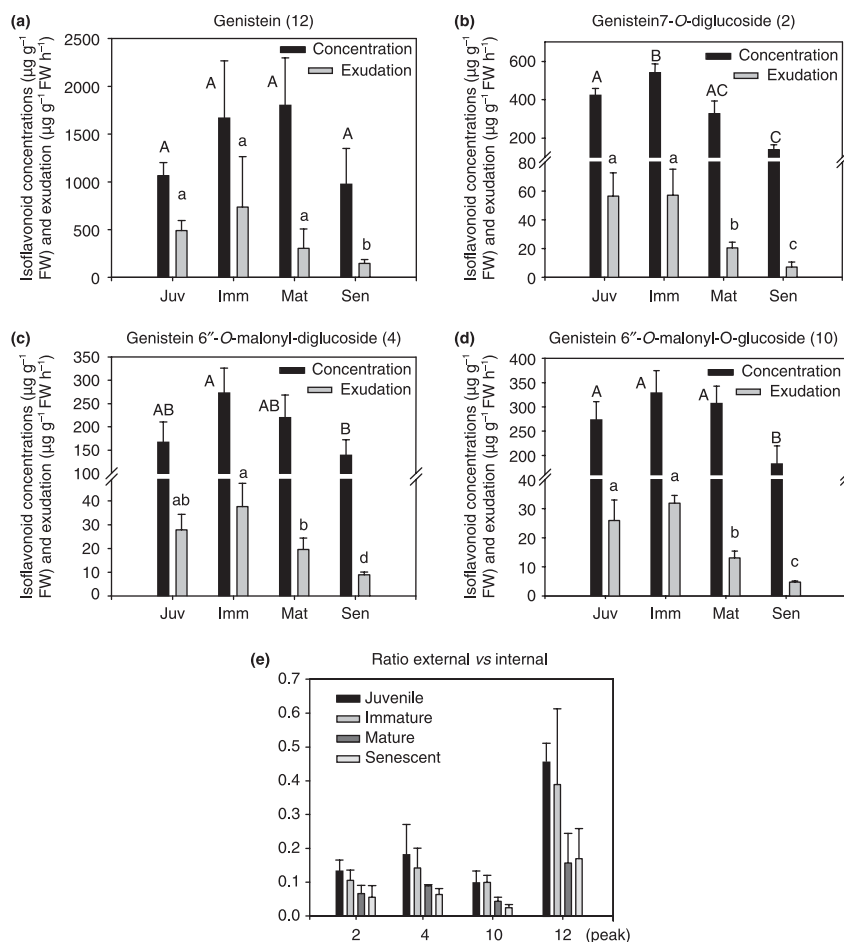 (a)
Genistein (12)
Isoflavonoid concentrations (µg g⁻¹
FW) and exudation (µg g⁻¹ FW h⁻¹)
2500
2000
1500
1000
500
0
Concentration
Exudation
A
a
A
a
A
a
A
b
Juv
Imm
Mat
Sen
(b)
Genistein7-O-diglucoside (2)
Isoflavonoid concentrations (µg g⁻¹
FW) and exudation (µg g⁻¹ FW h⁻¹)
600
400
200
80
60
40
20
0
Concentration
Exudation
A
a
B
a
AC
b
C
c
Juv
Imm
Mat
Sen
(c)
Genistein 6″-O-malonyl-diglucoside (4)
Isoflavonoid concentrations (µg g⁻¹
FW) and exudation (µg g⁻¹ FW h⁻¹)
350
300
250
200
150
100
40
30
20
10
0
Concentration
Exudation
AB
ab
A
a
AB
b
B
d
Juv
Imm
Mat
Sen
(d)
Genistein 6″-O-malonyl-O-glucoside (10)
Isoflavonoid concentrations (µg g⁻¹
FW) and exudation (µg g⁻¹ FW h⁻¹)
400
350
300
250
200
40
30
20
10
0
Concentration
Exudation
A
a
A
a
A
b
B
c
Juv
Imm
Mat
Sen
(e)
Ratio external vs internal
0.7
0.6
0.5
0.4
0.3
0.2
0.1
0.0
Juvenile
Immature
Mature
Senescent
2
4
10
12
(peak)